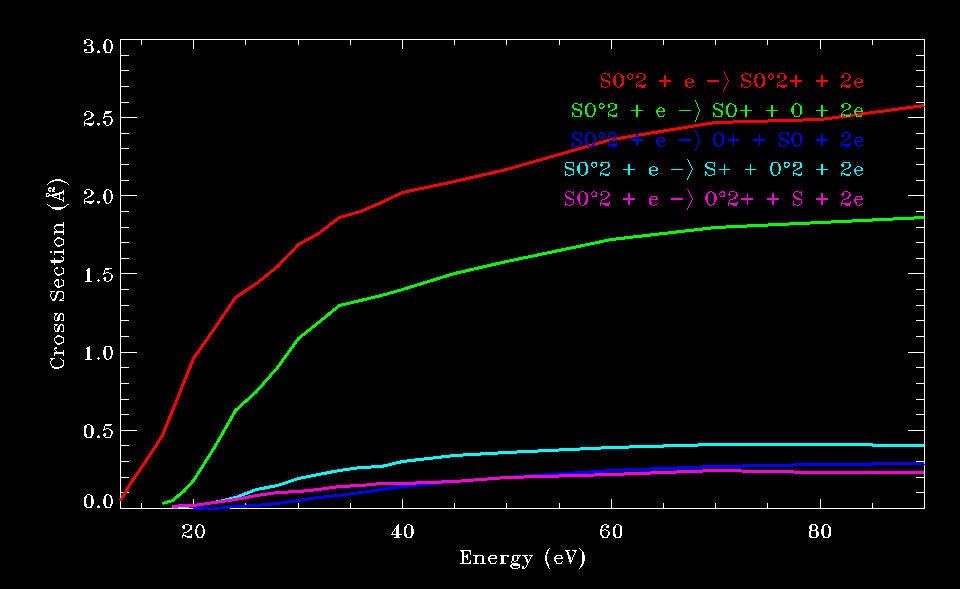 3.0
SO°2 + e -> SO°2+ + 2e
SO°2 + e -> SO+ + O + 2e
2.5
SO°2 + e -> O+ + SO + 2e
SO°2 + e -> S+ + O°2 + 2e
SO°2 + e -> O°2+ + S + 2e
2.0
1.5
1.0
0.5
0.0
Cross Section (Å²)
20 40 60 80
Energy (eV)